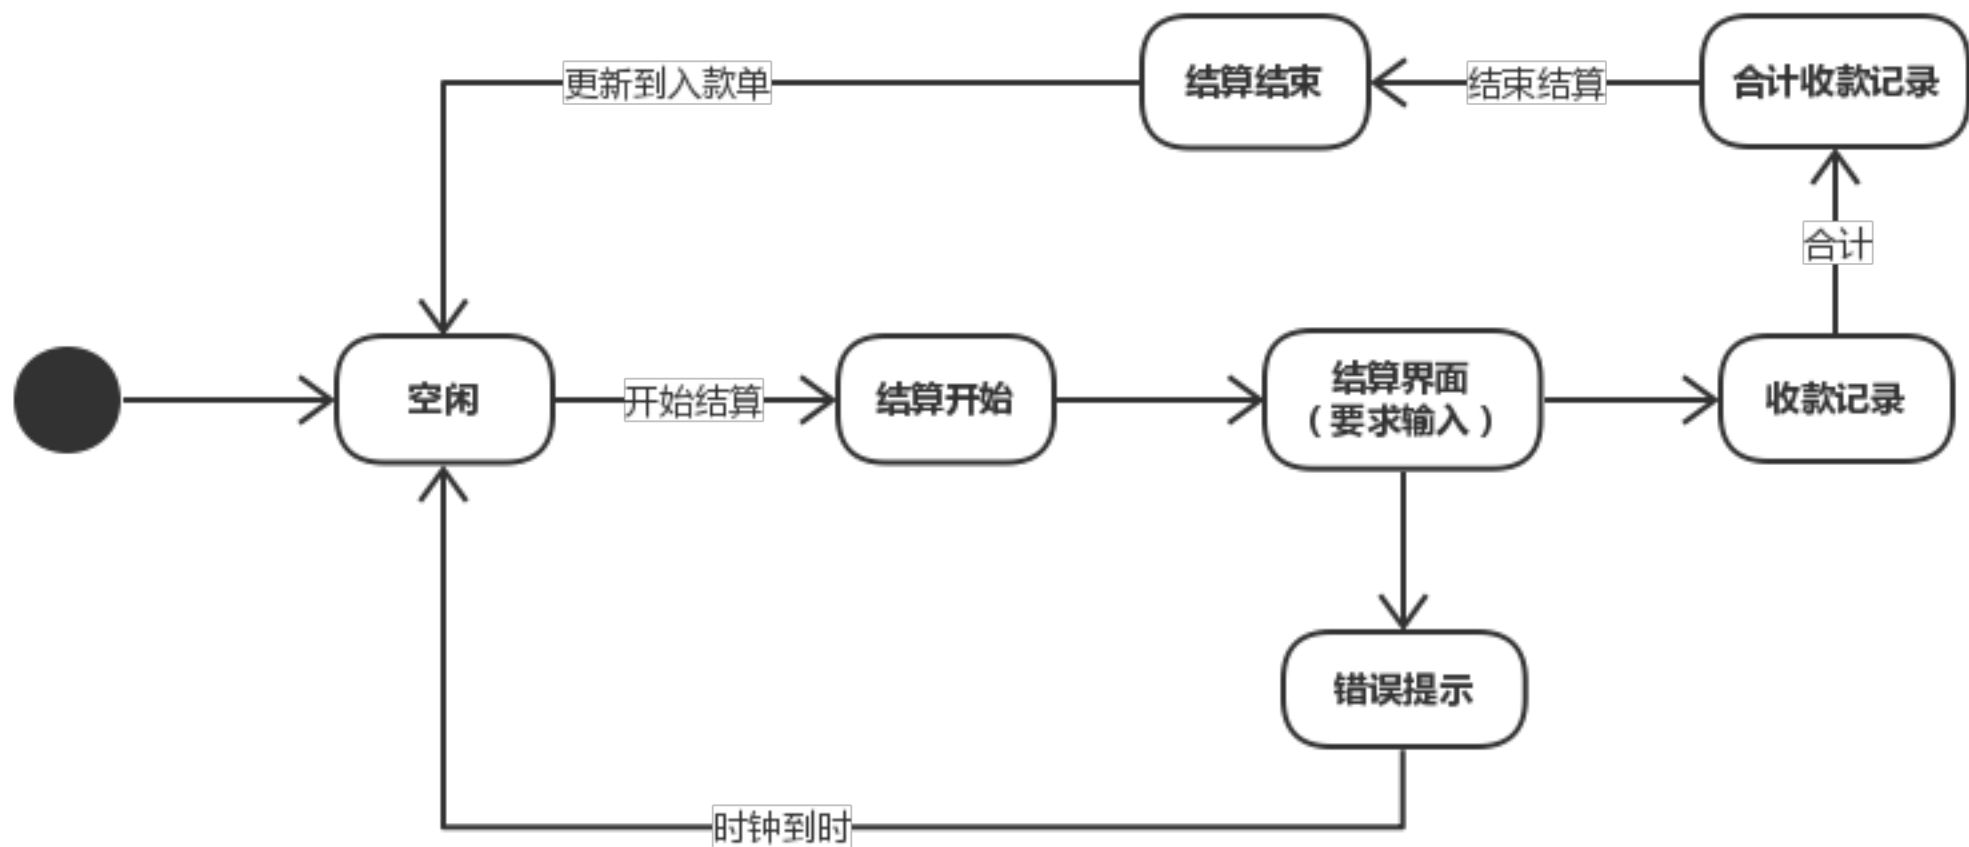 更新到入款单
结算结束
结束结算
合计收款记录
合计
空闲
开始结算
结算开始
结算界面
（要求输入）
收款记录
错误提示
时钟到时